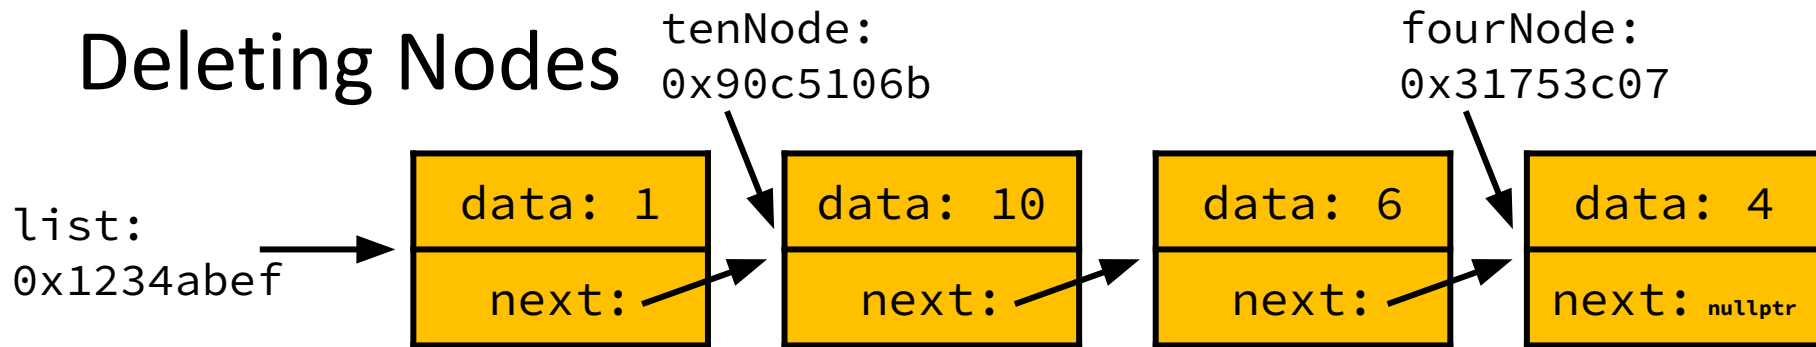 Deleting Nodes
tenNode:
0x90c5106b
fourNode:
0x31753c07
list:
0x1234abef
data: 1
next:
data: 10
next:
data: 6
next:
data: 4
next: nullptr